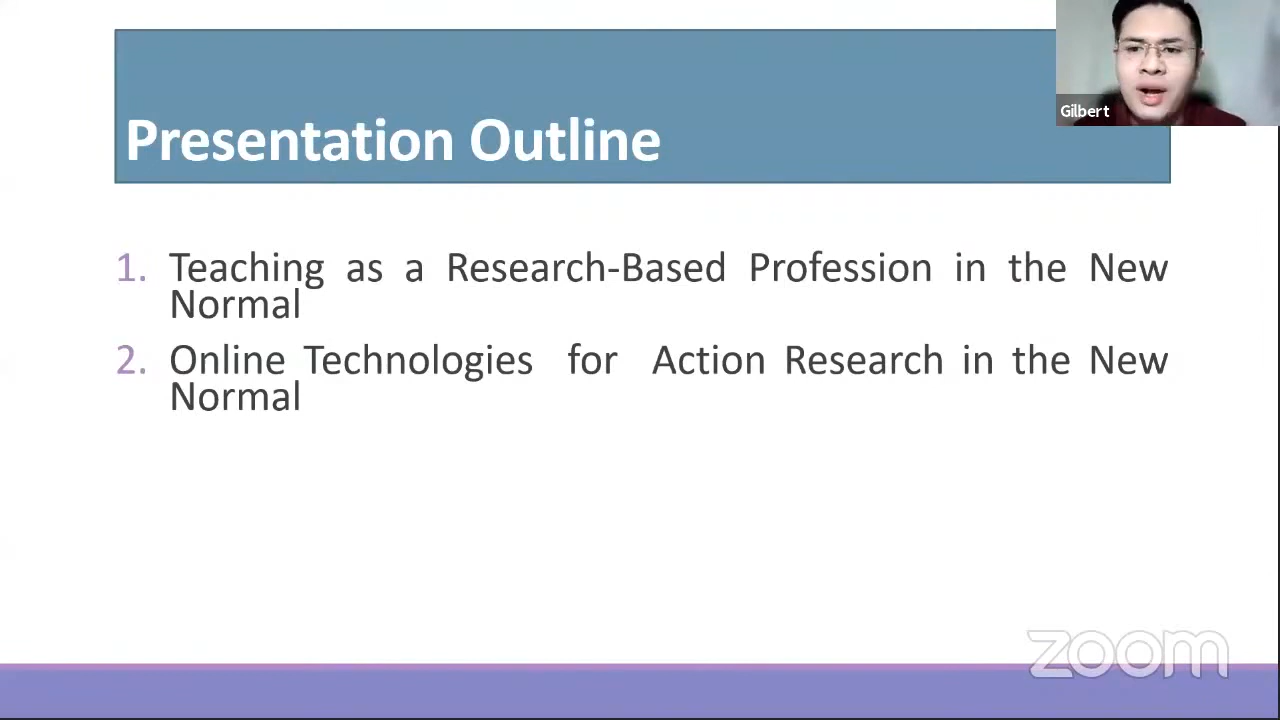 Presentation Outline
Gilbert
1. Teaching as a Research-Based Profession in the New
Normal
2. Online Technologies for Action Research in the New
Normal
zoom